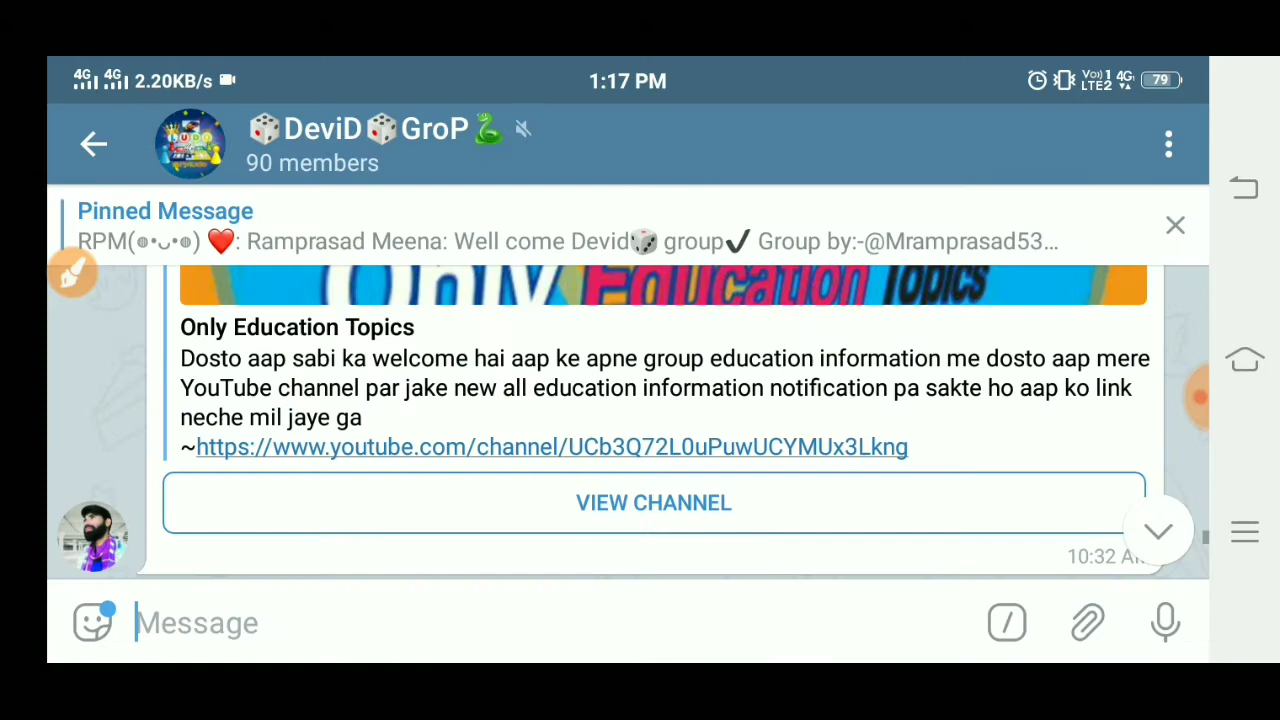 4G 4G 2.20KB/s 1:17 PM Vo) 1 LTE2 4G 79
🎲DeviD🎲GroP🐍
90 members
Pinned Message
RPM(๏•ᴗ•๏) ❤️: Ramprasad Meena: Well come Devid🎲 group✔️ Group by:-@Mramprasad53...
Only Education Topics
Only Education Topics
Dosto aap sabi ka welcome hai aap ke apne group education information me dosto aap mere
YouTube channel par jake new all education information notification pa sakte ho aap ko link
neche mil jaye ga
~https://www.youtube.com/channel/UCb3Q72L0uPuwUCYMUx3Lkng
VIEW CHANNEL
10:32
Message